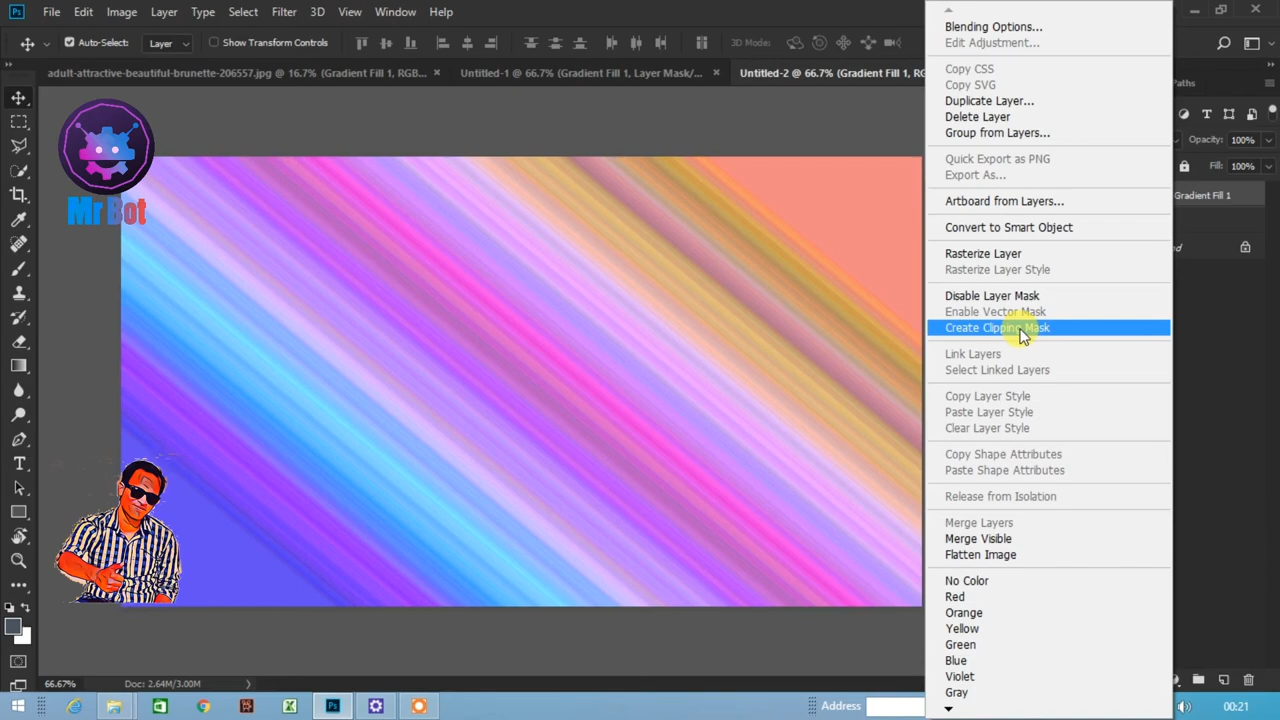 Ps File Edit Image Layer Type Select Filter 3D View Window Help
Auto-Select: Layer Show Transform Controls 3D Mode:
adult-attractive-beautiful-brunette-206557.jpg @ 16.7% (Gradient Fill 1, RGB... Untitled-1 @ 66.7% (Gradient Fill 1, Layer Mask/... Untitled-2 @ 66.7% (Gradient Fill 1, RG
Paths
Opacity: 100%
Fill: 100%
Gradient Fill 1
Mr Bot
Blending Options...
Edit Adjustment...
Copy CSS
Copy SVG
Duplicate Layer...
Delete Layer
Group from Layers...
Quick Export as PNG
Export As...
Artboard from Layers...
Convert to Smart Object
Rasterize Layer
Rasterize Layer Style
Disable Layer Mask
Enable Vector Mask
Create Clipping Mask
Link Layers
Select Linked Layers
Copy Layer Style
Paste Layer Style
Clear Layer Style
Copy Shape Attributes
Paste Shape Attributes
Release from Isolation
Merge Layers
Merge Visible
Flatten Image
No Color
Red
Orange
Yellow
Green
Blue
Violet
Gray
66.67% Doc: 2.64M/3.00M
Ps Address 00:21